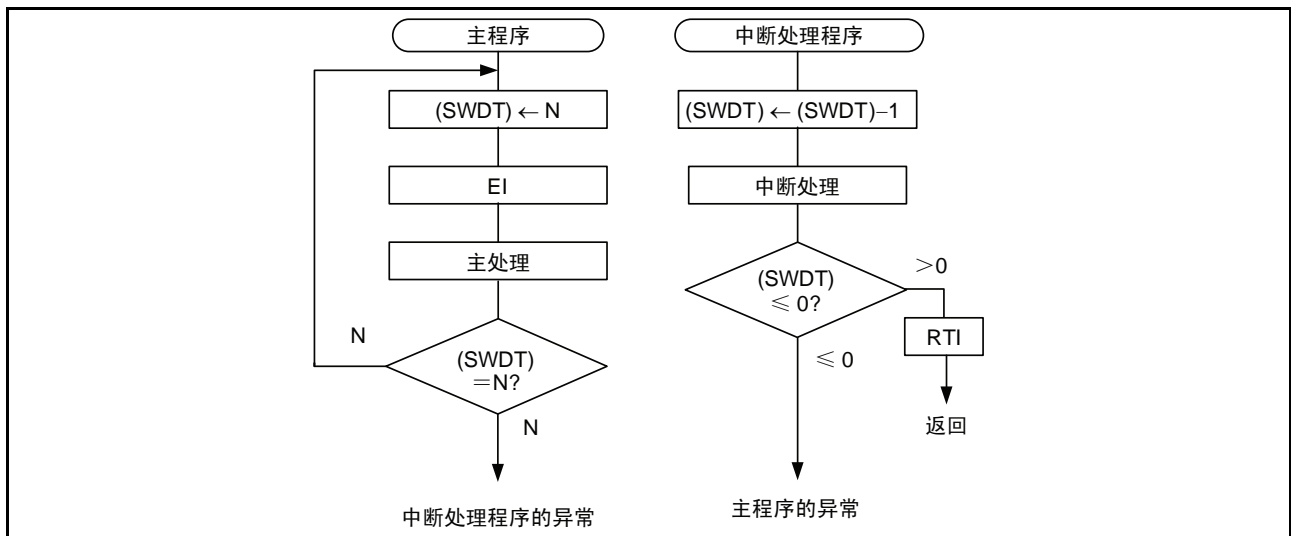 主程序
(SWDT) ← N
EI
主处理
(SWDT)
＝N?
N
N
中断处理程序的异常
中断处理程序
(SWDT) ← (SWDT)−1
中断处理
(SWDT)
≤ 0?
＞0
RTI
返回
≤ 0
主程序的异常